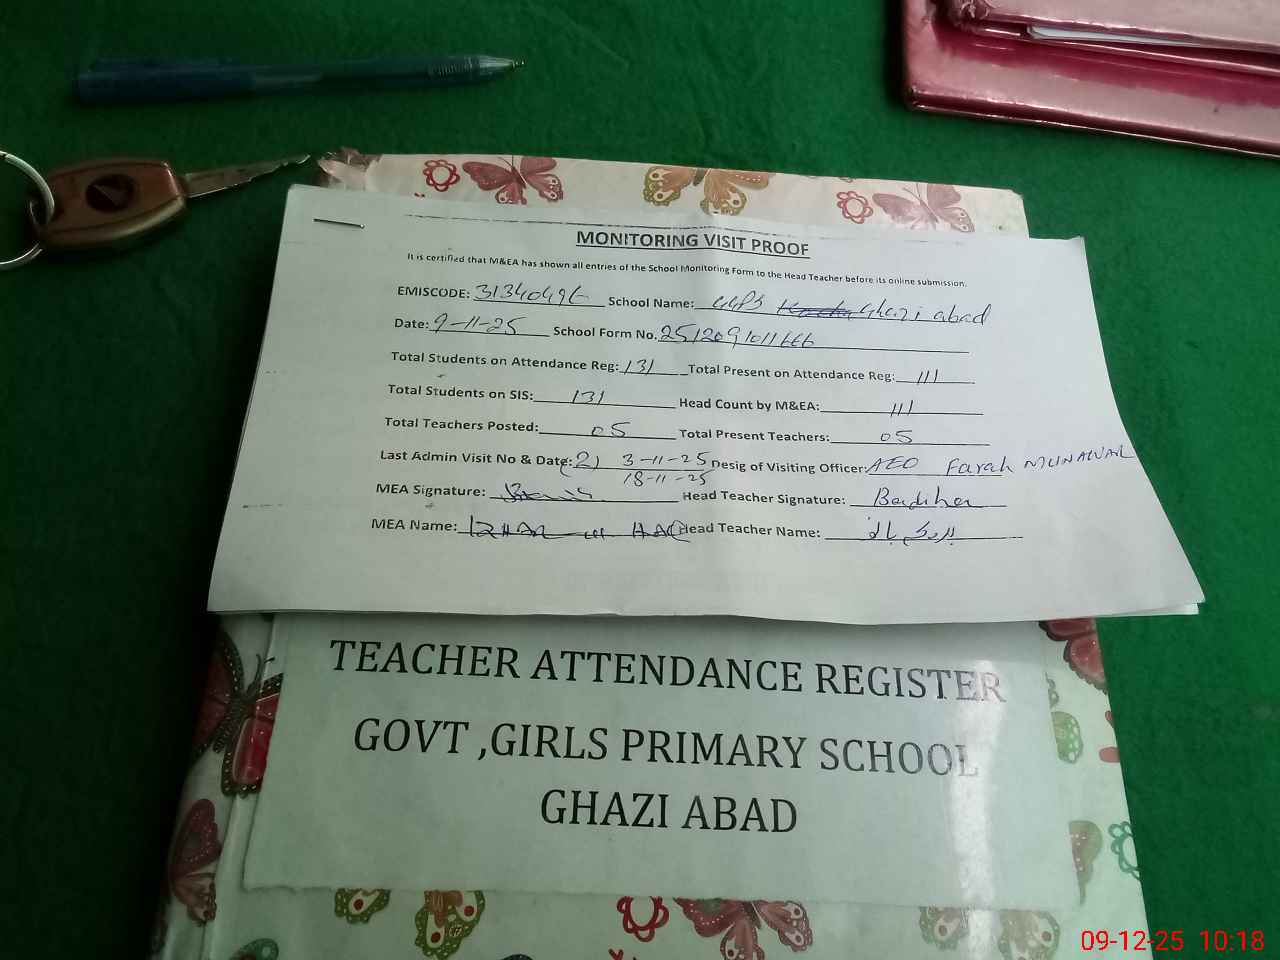 MONITORING VISIT PROOF
It is certified that M&EA has shown all entries of the School Monitoring Form to the Head Teacher before its online submission.
EMISCODE: 31340496 School Name: GGPS Ghazi abad
Date: 9-11-25 School Form No. 2512091011666
Total Students on Attendance Reg: 131 Total Present on Attendance Reg: 111
Total Students on SIS: 131 Head Count by M&EA: 111
Total Teachers Posted: 05 Total Present Teachers: 05
Last Admin Visit No & Date: (2) 3-11-25 Desig of Visiting Officer: AEO Farah MUNAWAR
18-11-25
MEA Signature: Head Teacher Signature:
MEA Name: Head Teacher Name:
TEACHER ATTENDANCE REGISTER
GOVT ,GIRLS PRIMARY SCHOOL
GHAZI ABAD
09-12-25 10:18